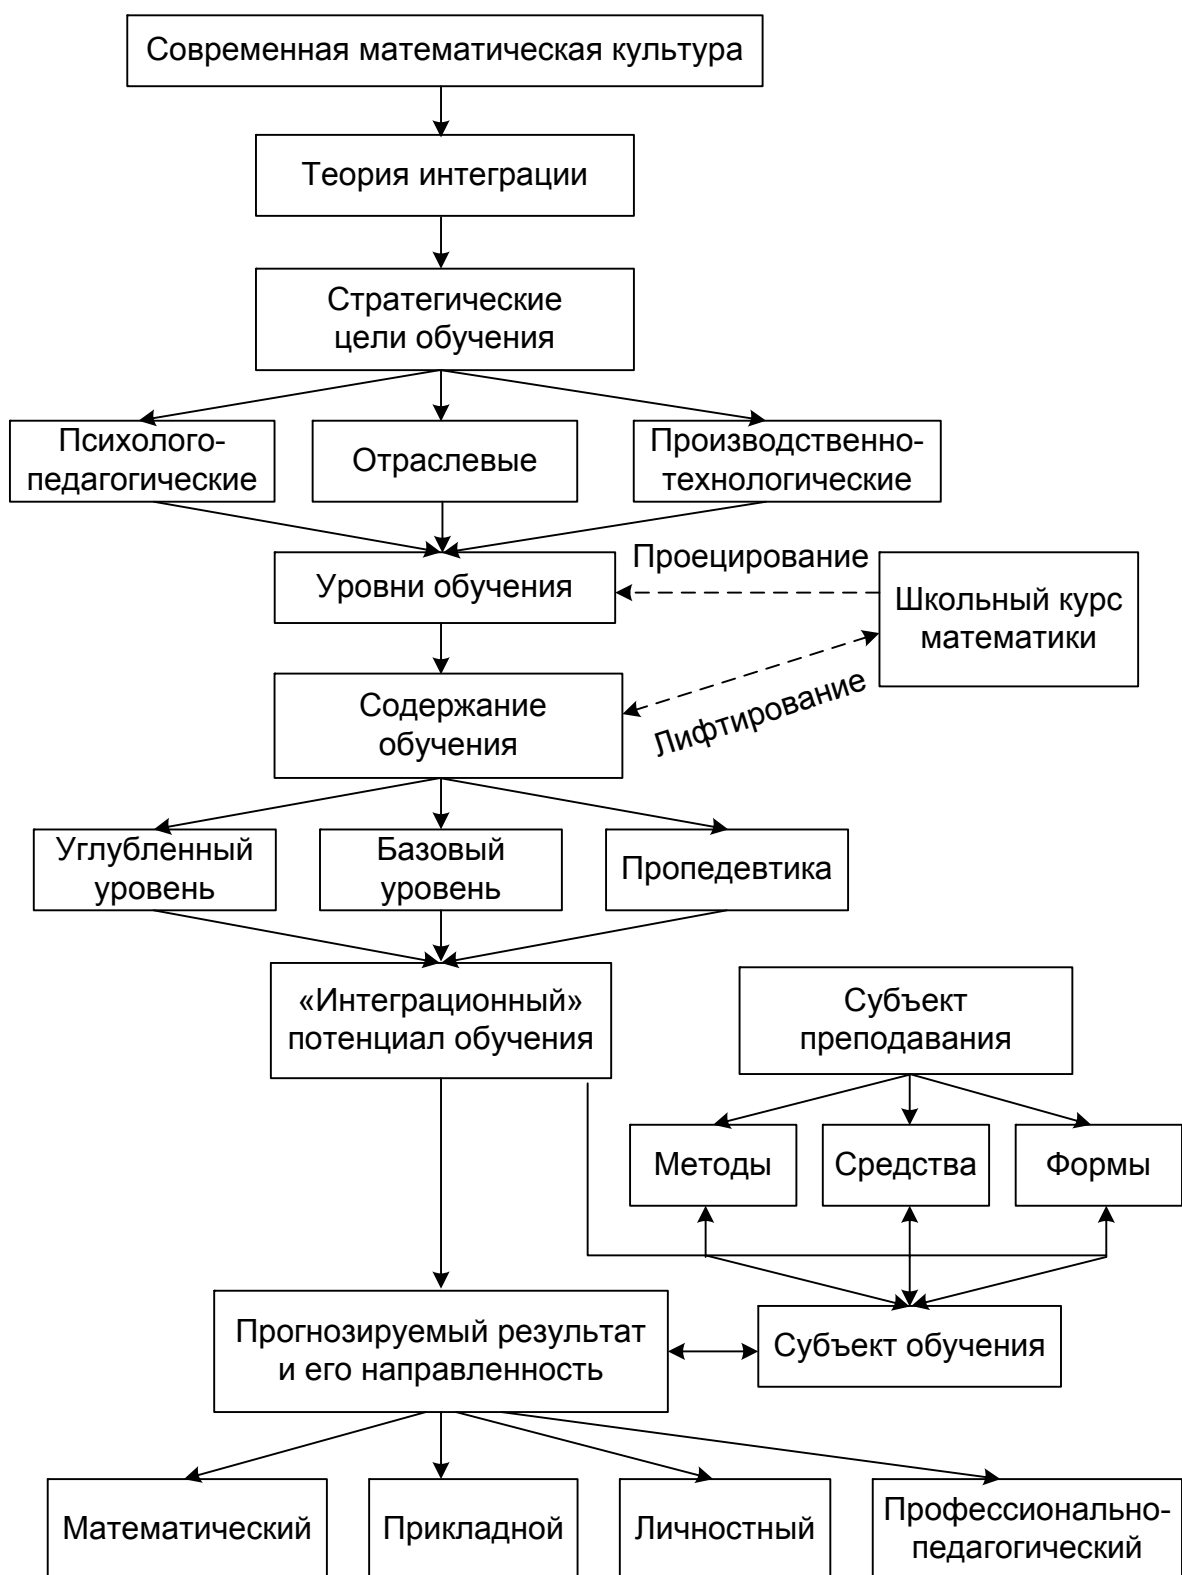 Современная математическая культура
Теория интеграции
Стратегические
цели обучения
Психолого-
педагогические
Отраслевые
Производственно-
технологические
Уровни обучения
Проецирование
Школьный курс
математики
Содержание
обучения
Лифтирование
Углубленный
уровень
Базовый
уровень
Пропедевтика
«Интеграционный»
потенциал обучения
Субъект
преподавания
Методы
Средства
Формы
Прогнозируемый результат
и его направленность
Субъект обучения
Математический
Прикладной
Личностный
Профессионально-
педагогический